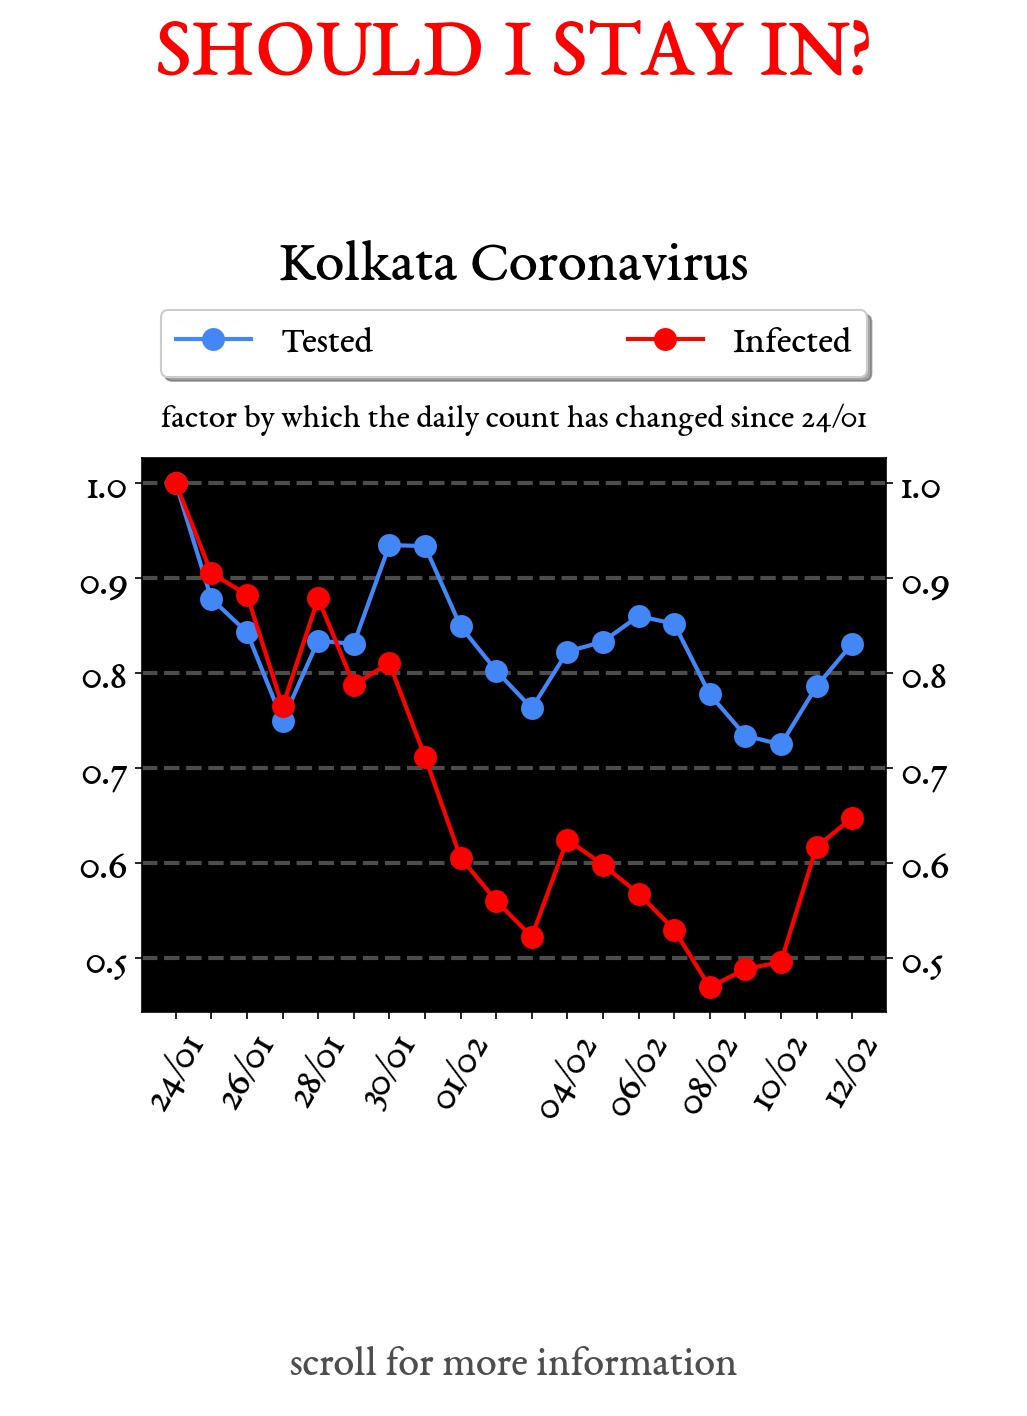 SHOULD I STAY IN?
Kolkata Coronavirus
Tested Infected
factor by which the daily count has changed since 24/01
1.0 1.0
0.9 0.9
0.8 0.8
0.7 0.7
0.6 0.6
0.5 0.5
24/01 26/01 28/01 30/01 01/02 04/02 06/02 08/02 10/02 12/02
scroll for more information